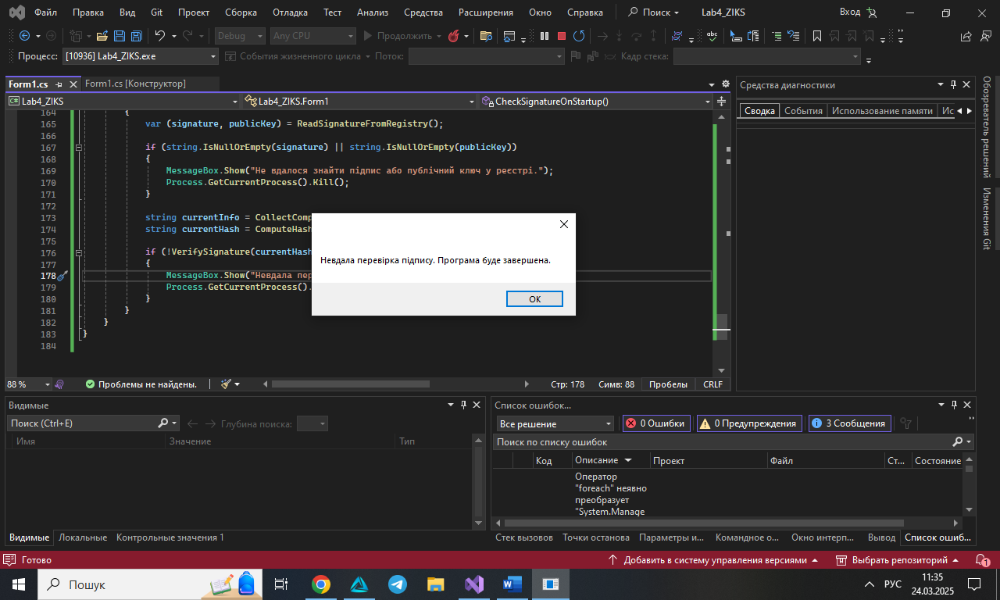 Файл Правка Вид Git Проект Сборка Отладка Тест Анализ Средства Расширения Окно Справка Поиск Lab4_ZIKS Вход
Debug Any CPU Продолжить
Процесс: [10936] Lab4_ZIKS.exe События жизненного цикла Поток: Кадр стека:
Form1.cs Form1.cs [Конструктор]
Lab4_ZIKS Lab4_ZIKS.Form1 CheckSignatureOnStartup()
164 {
165 var (signature, publicKey) = ReadSignatureFromRegistry();
166
167 if (string.IsNullOrEmpty(signature) || string.IsNullOrEmpty(publicKey))
168 {
169 MessageBox.Show("Не вдалося знайти підпис або публічний ключ у реєстрі.");
170 Process.GetCurrentProcess().Kill();
171 }
172
173 string currentInfo = CollectComp
174 string currentHash = ComputeHash
175
176 if (!VerifySignature(currentHash
177 {
178 MessageBox.Show("Невдала пер
179 Process.GetCurrentProcess().
180 }
181 }
182 }
183 }
184
Невдала перевірка підпису. Програма буде завершена.
OK
88 % Проблемы не найдены. Стр: 178 Симв: 88 Пробелы CRLF
Средства диагностики
Сводка События Использование памяти Ис
Обозреватель решений
Изменения Git
Видимые
Поиск (Ctrl+E) Глубина поиска:
Имя Значение Тип
Видимые Локальные Контрольные значения 1
Список ошибок...
Все решение 0 Ошибки 0 Предупреждения 3 Сообщения
Поиск по списку ошибок
Код Описание Проект Файл Ст... Состояние
Оператор
"foreach" неявно
преобразует
"System.Manage
Стек вызовов Точки останова Параметры и... Командное о... Окно интерп... Вывод Список ошиб...
Готово Добавить в систему управления версиями Выбрать репозиторий 1
Пошук
РУС
11:35
24.03.2025